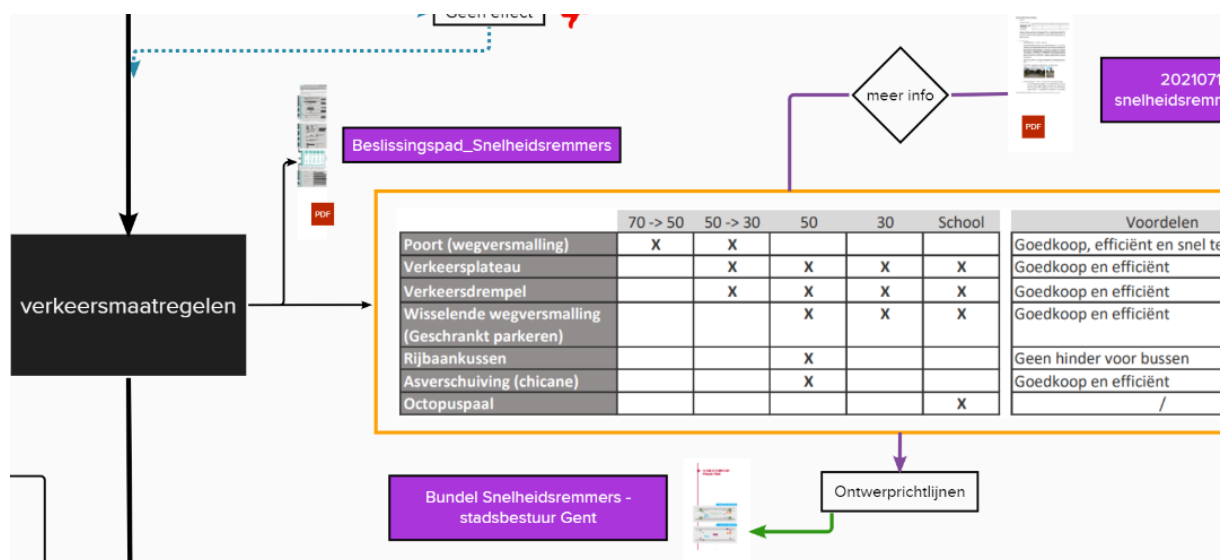 Geen effect
meer info
2021071
snelheidsremm
PDF
Beslissingspad_Snelheidsremmers
PDF
70 -> 50 50 -> 30 50 30 School Voordelen
Poort (wegversmalling) X X Goedkoop, efficiënt en snel te
Verkeersplateau X X X X Goedkoop en efficiënt
Verkeersdrempel X X X X Goedkoop en efficiënt
Wisselende wegversmalling X X X Goedkoop en efficiënt
(Geschrankt parkeren)
Rijbaankussen X Geen hinder voor bussen
Asverschuiving (chicane) X Goedkoop en efficiënt
Octopuspaal X /
verkeersmaatregelen
Bundel Snelheidsremmers -
stadsbestuur Gent
Ontwerprichtlijnen